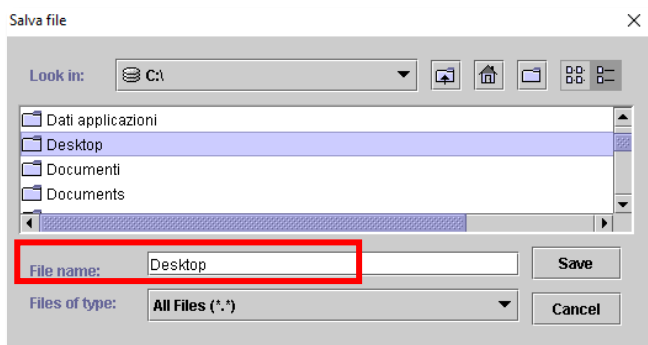 Salva file
Look in: C:\
Dati applicazioni
Desktop
Documenti
Documents
File name: Desktop Save
Files of type: All Files (*.*) Cancel